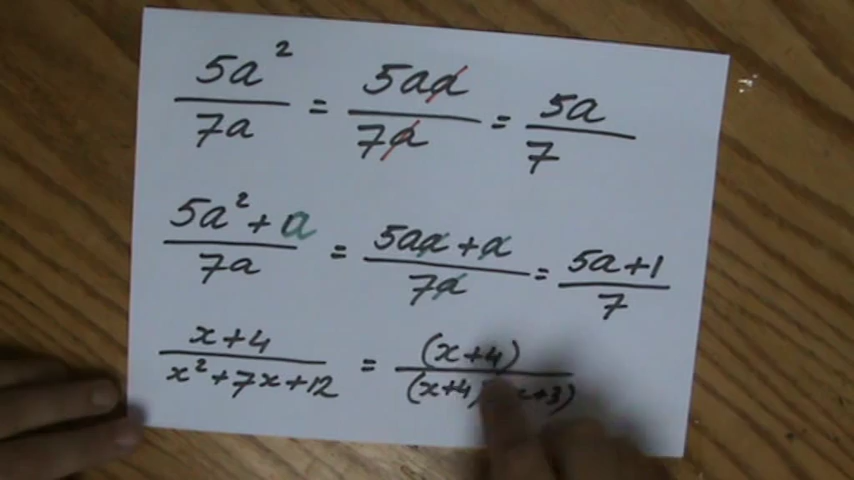 5a²/7a = 5aa/7a = 5a/7
5a²+a/7a = 5aa+a/7a = 5a+1/7
x+4/x²+7x+12 = (x+4)/(x+4) x+3)